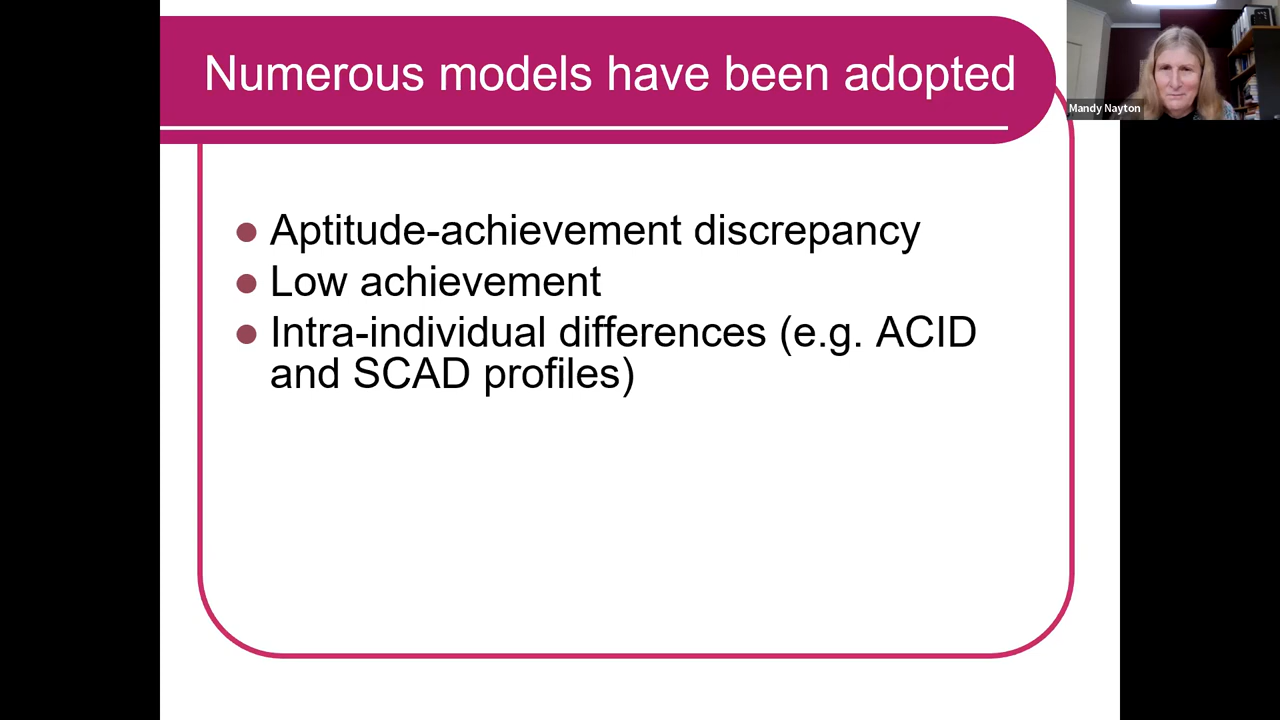 Numerous models have been adopted
Mandy Nayton
Aptitude-achievement discrepancy
Low achievement
Intra-individual differences (e.g. ACID
and SCAD profiles)